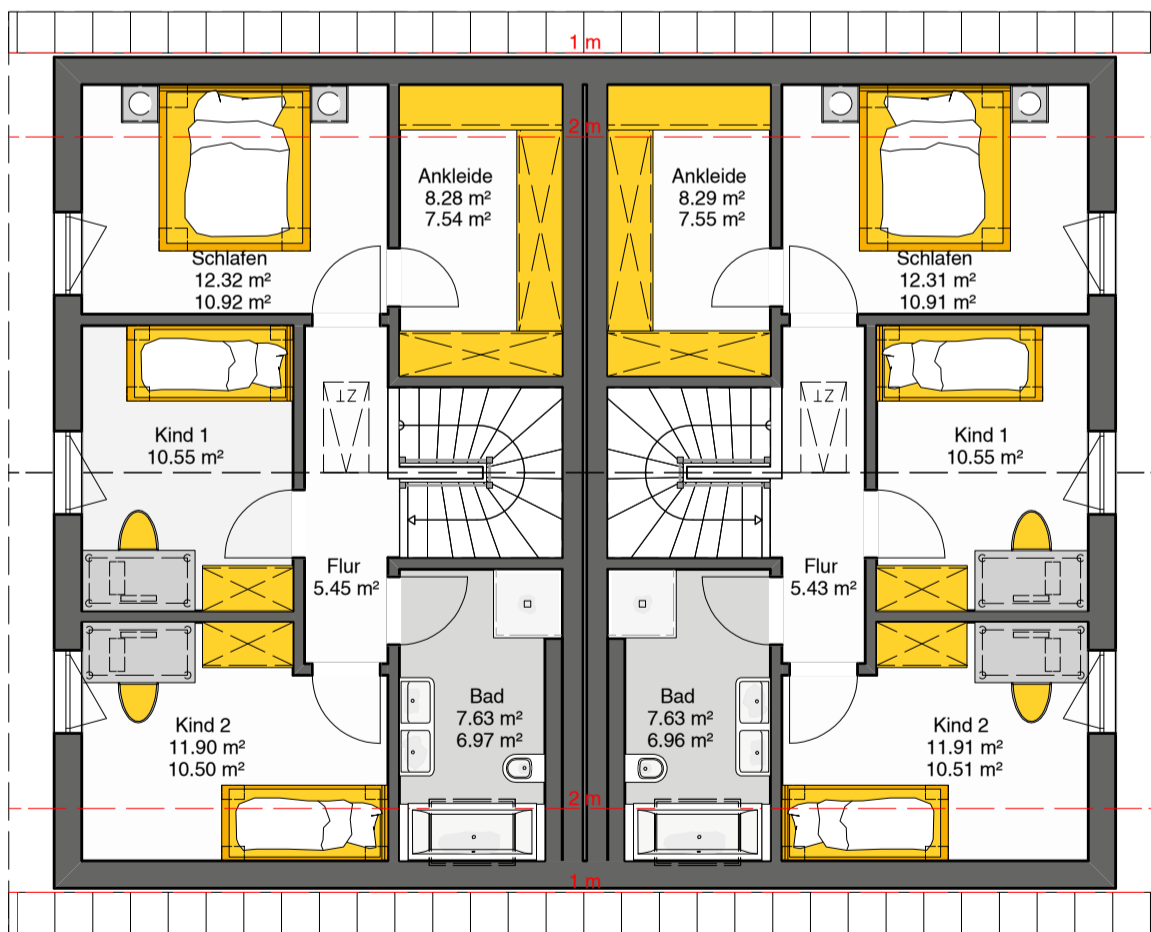 1 m
2 m
Ankleide
8.28 m²
7.54 m²
Ankleide
8.29 m²
7.55 m²
Schlafen
12.32 m²
10.92 m²
Schlafen
12.31 m²
10.91 m²
ZT
ZT
Kind 1
10.55 m²
Kind 1
10.55 m²
Flur
5.45 m²
Flur
5.43 m²
Bad
7.63 m²
6.97 m²
Bad
7.63 m²
6.96 m²
Kind 2
11.90 m²
10.50 m²
Kind 2
11.91 m²
10.51 m²
2 m
1 m